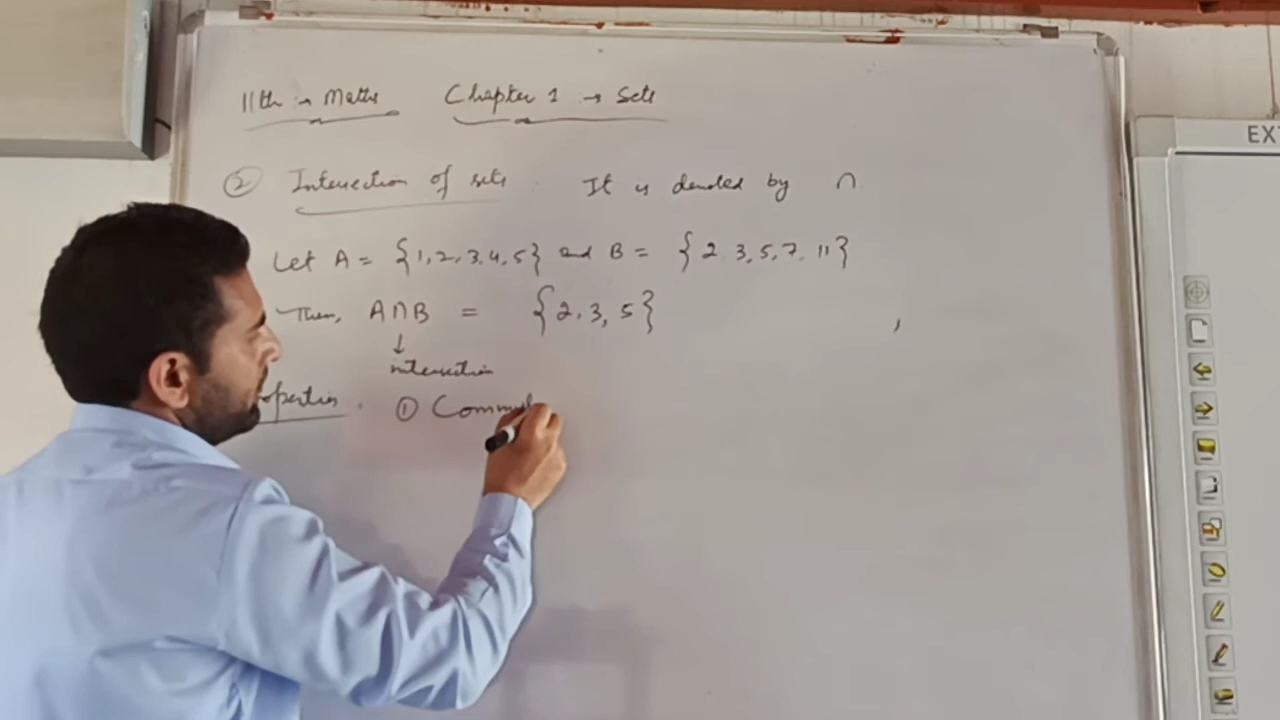 11th → Maths Chapter 1 → Sets
② Intersection of sets. It is denoted by ∩
Let A = {1, 2, 3, 4, 5} and B = {2, 3, 5, 7, 11}
Then, A∩B = {2, 3, 5}
↓
intersection
operties. ① Commut
EXT